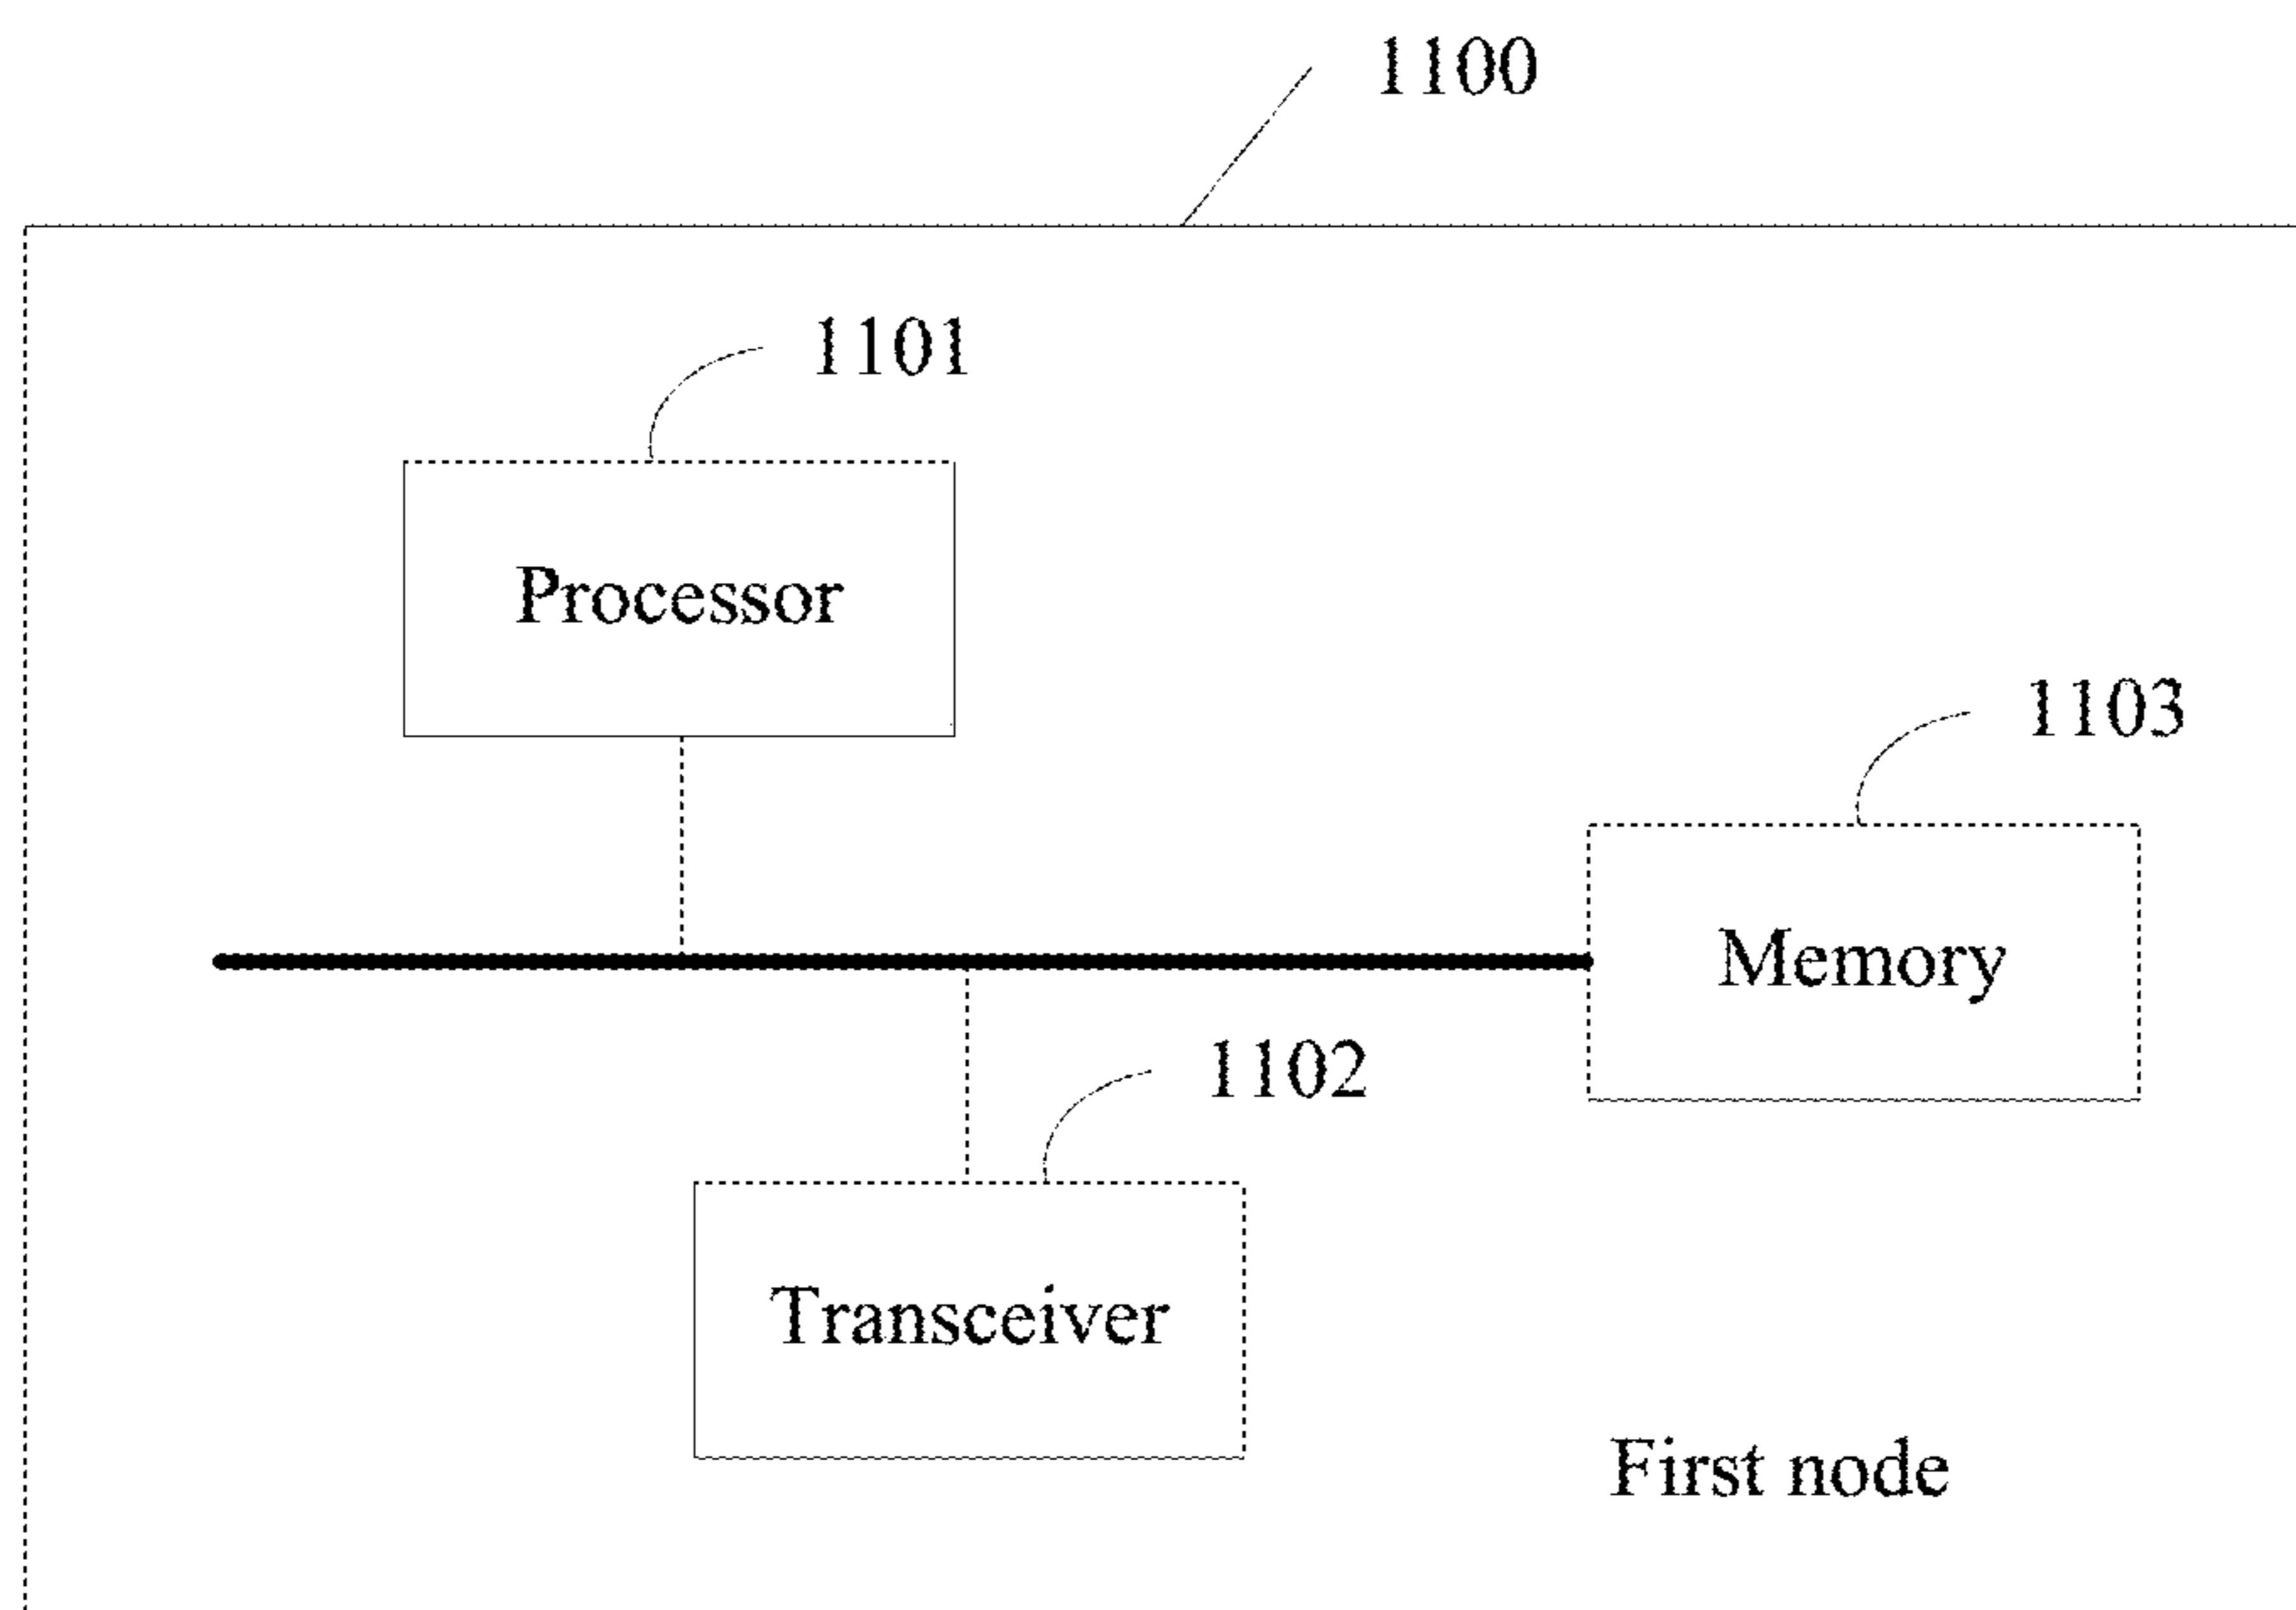 1100
1101
Processor
1103
Memory
1102
Transceiver
First node